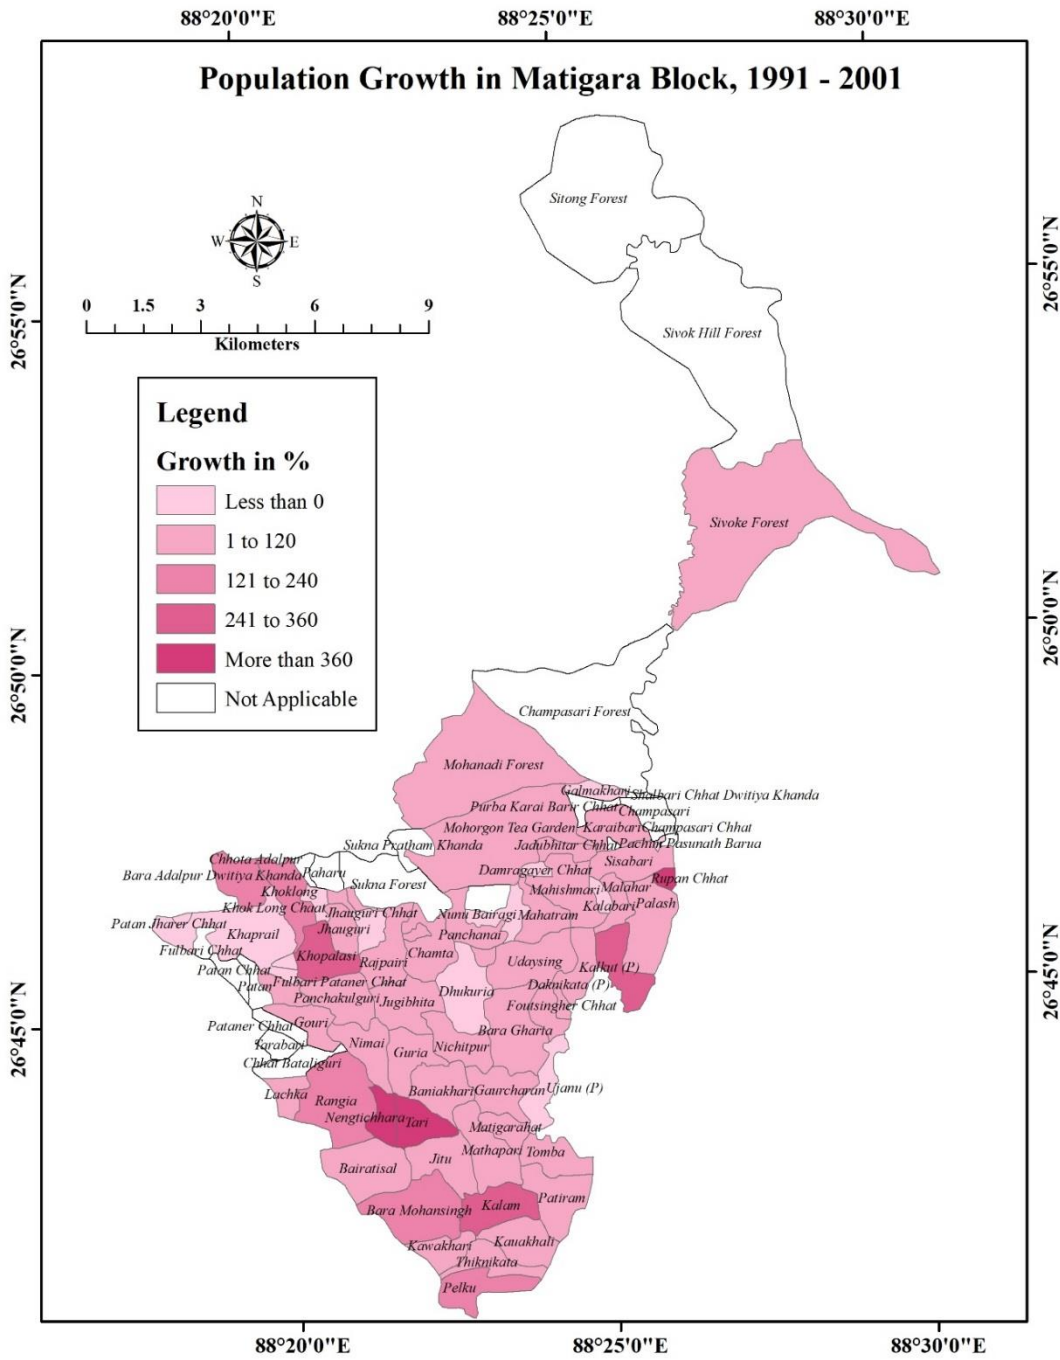 88°20'0"E 88°25'0"E 88°30'0"E
Population Growth in Matigara Block, 1991 - 2001
N
W E
S
0 1.5 3 6 9
Kilometers
26°55'0"N
26°55'0"N
26°50'0"N
26°50'0"N
26°45'0"N
26°45'0"N
Legend
Growth in %
Less than 0
1 to 120
121 to 240
241 to 360
More than 360
Not Applicable
Sitong Forest
Sivok Hill Forest
Sivoke Forest
Champasari Forest
Mohanadi Forest
Galmakhari
Shalbari Chhat Dwitiya Khanda
Purba Karai Barir Chhat
Champasari
Mohorgon Tea Garden
Karaibari
Champasari Chhat
Sukna Pratham Khanda
Jadubhitar Chhat
Pachim Pasunath Barua
Chhota Adalpur
Sisabari
Bara Adalpur Dwitiya Khanda
Paharu
Damragayer Chhat
Rupan Chhat
Sukna Forest
Khoklong
Mahishmari
Malahar
Khok Long Chaat
Jhauguri Chhat
Nunu Bairagi
Mahatram
Kalabari
Palash
Patan Jharer Chhat
Jhauguri
Khaprail
Panchanai
Fulbari Chhat
Khopalasi
Rajpairi
Chamta
Udaysing
Kalkut (P)
Patan Chhat
Fulbari Pataner Chhat
Patan
Dhukuria
Daknikata (P)
Panchakulguri
Jugibhita
Foutsingher Chhat
Pataner Chhat
Gouri
Bara Gharia
Tarabari
Nimai
Guria
Nichitpur
Chhat Bataliguri
Lachka
Rangia
Baniakhari
Gaurcharan
Ujanu (P)
Nengtichhara
Tari
Matigarahat
Jitu
Mathapari
Tomba
Bairatisal
Bara Mohansingh
Kalam
Patiram
Kawakhari
Kauakhali
Thiknikata
Pelku
88°20'0"E 88°25'0"E 88°30'0"E